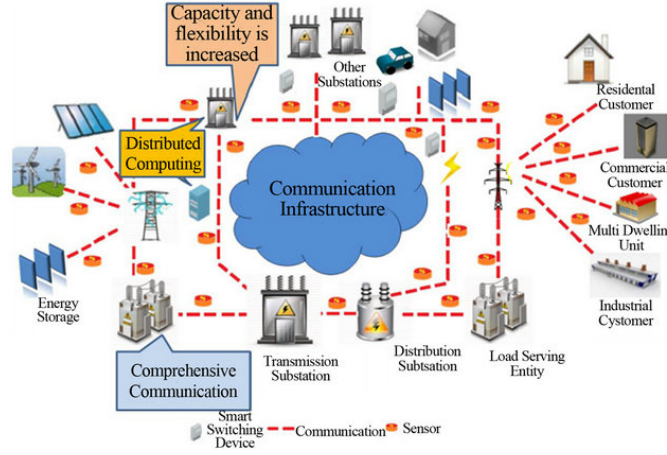 Capacity and
flexibility is
increased
Other
Substations
Residental
Customer
Distributed
Computing
Communication
Infrastructure
Commercial
Customer
Multi Dwellin
Unit
Energy
Storage
Industrial
Cystomer
Transmission
Substation
Distribution
Subtsation
Load Serving
Entity
Comprehensive
Communication
Smart
Switching
Device
Communication
Sensor